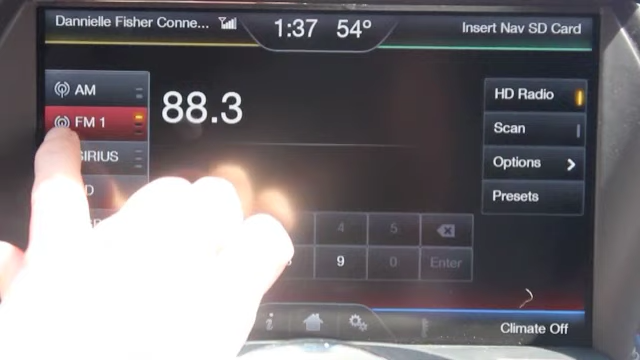 Dannielle Fisher Conne... 1:37 54° Insert Nav SD Card
AM
FM 1
SIRIUS
88.3
HD Radio
Scan
Options
Presets
4 5
9 0 Enter
Climate Off